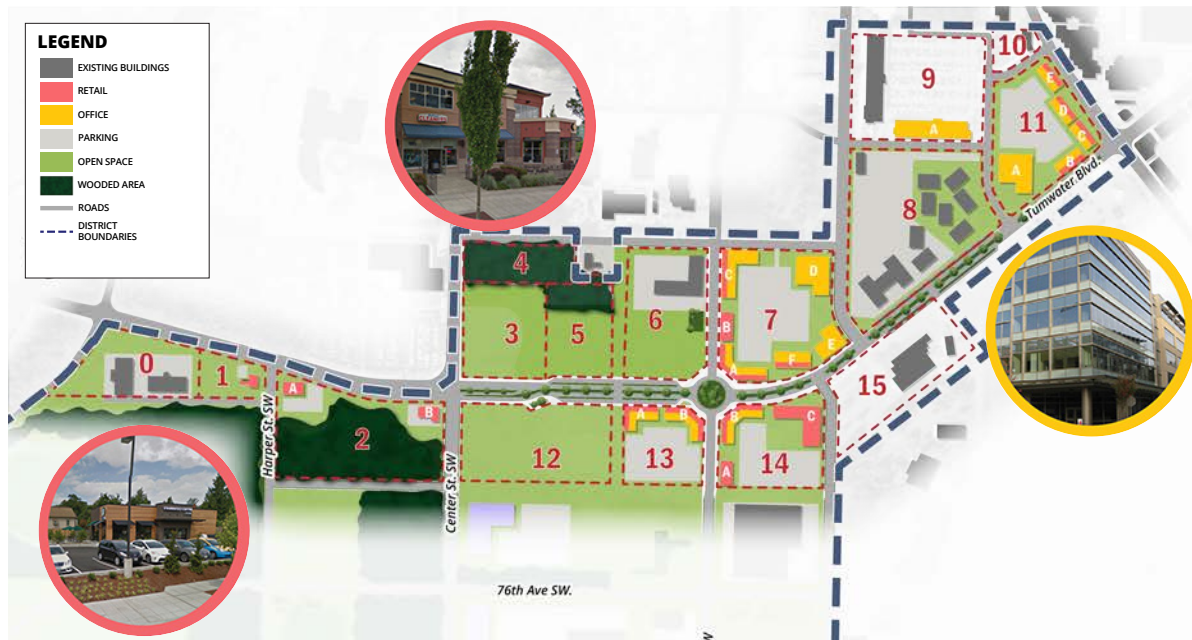 LEGEND
EXISTING BUILDINGS
RETAIL
OFFICE
PARKING
OPEN SPACE
WOODED AREA
ROADS
DISTRICT
BOUNDARIES
9
10
A
11
E
D
C
B
A
8
Tumwater Blvd.
4
3
5
6
C
D
B
7
E
F
A
15
0
1
A
B
2
Harper St. SW
Center St. SW
12
A
B
13
B
C
A
14
76th Ave SW.
W